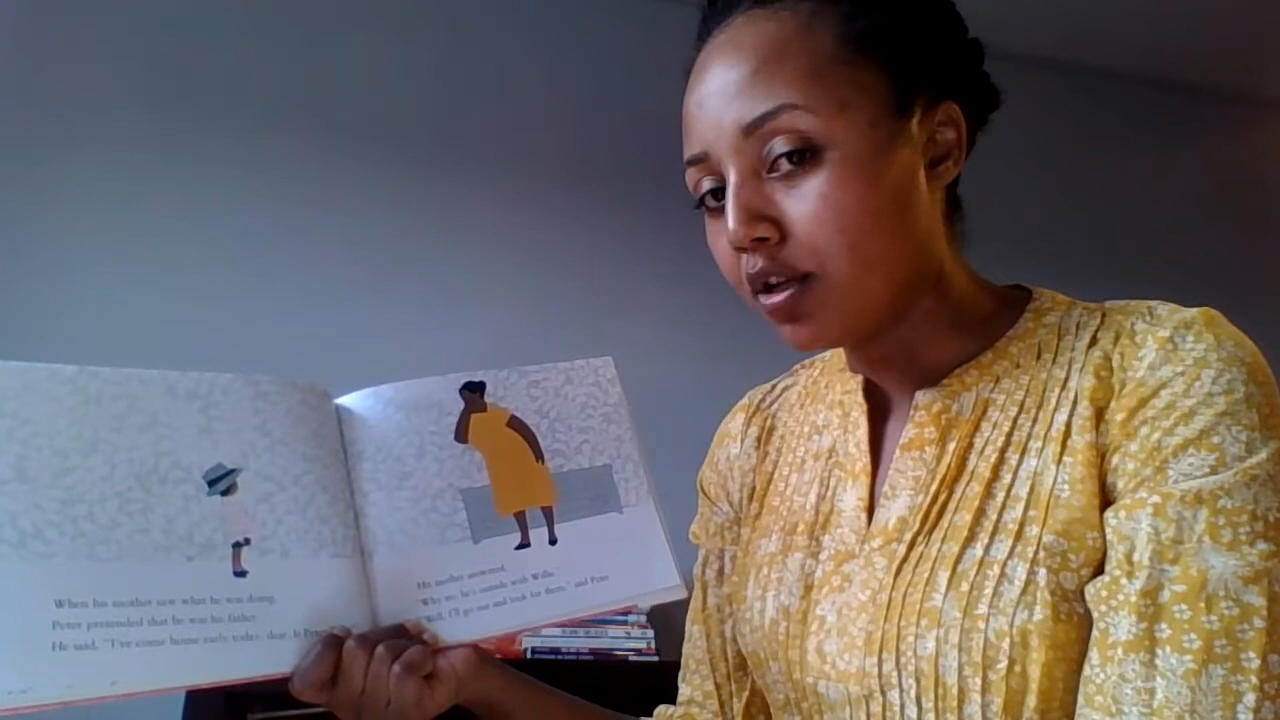 When his mother saw what he was doing,
Peter pretended that he was his father.
He said, "I've come home early today, dear. Is Peter
His mother answered,
"Why no, he's outside with Willie."
"Well, I'll go out and look for them," said Peter